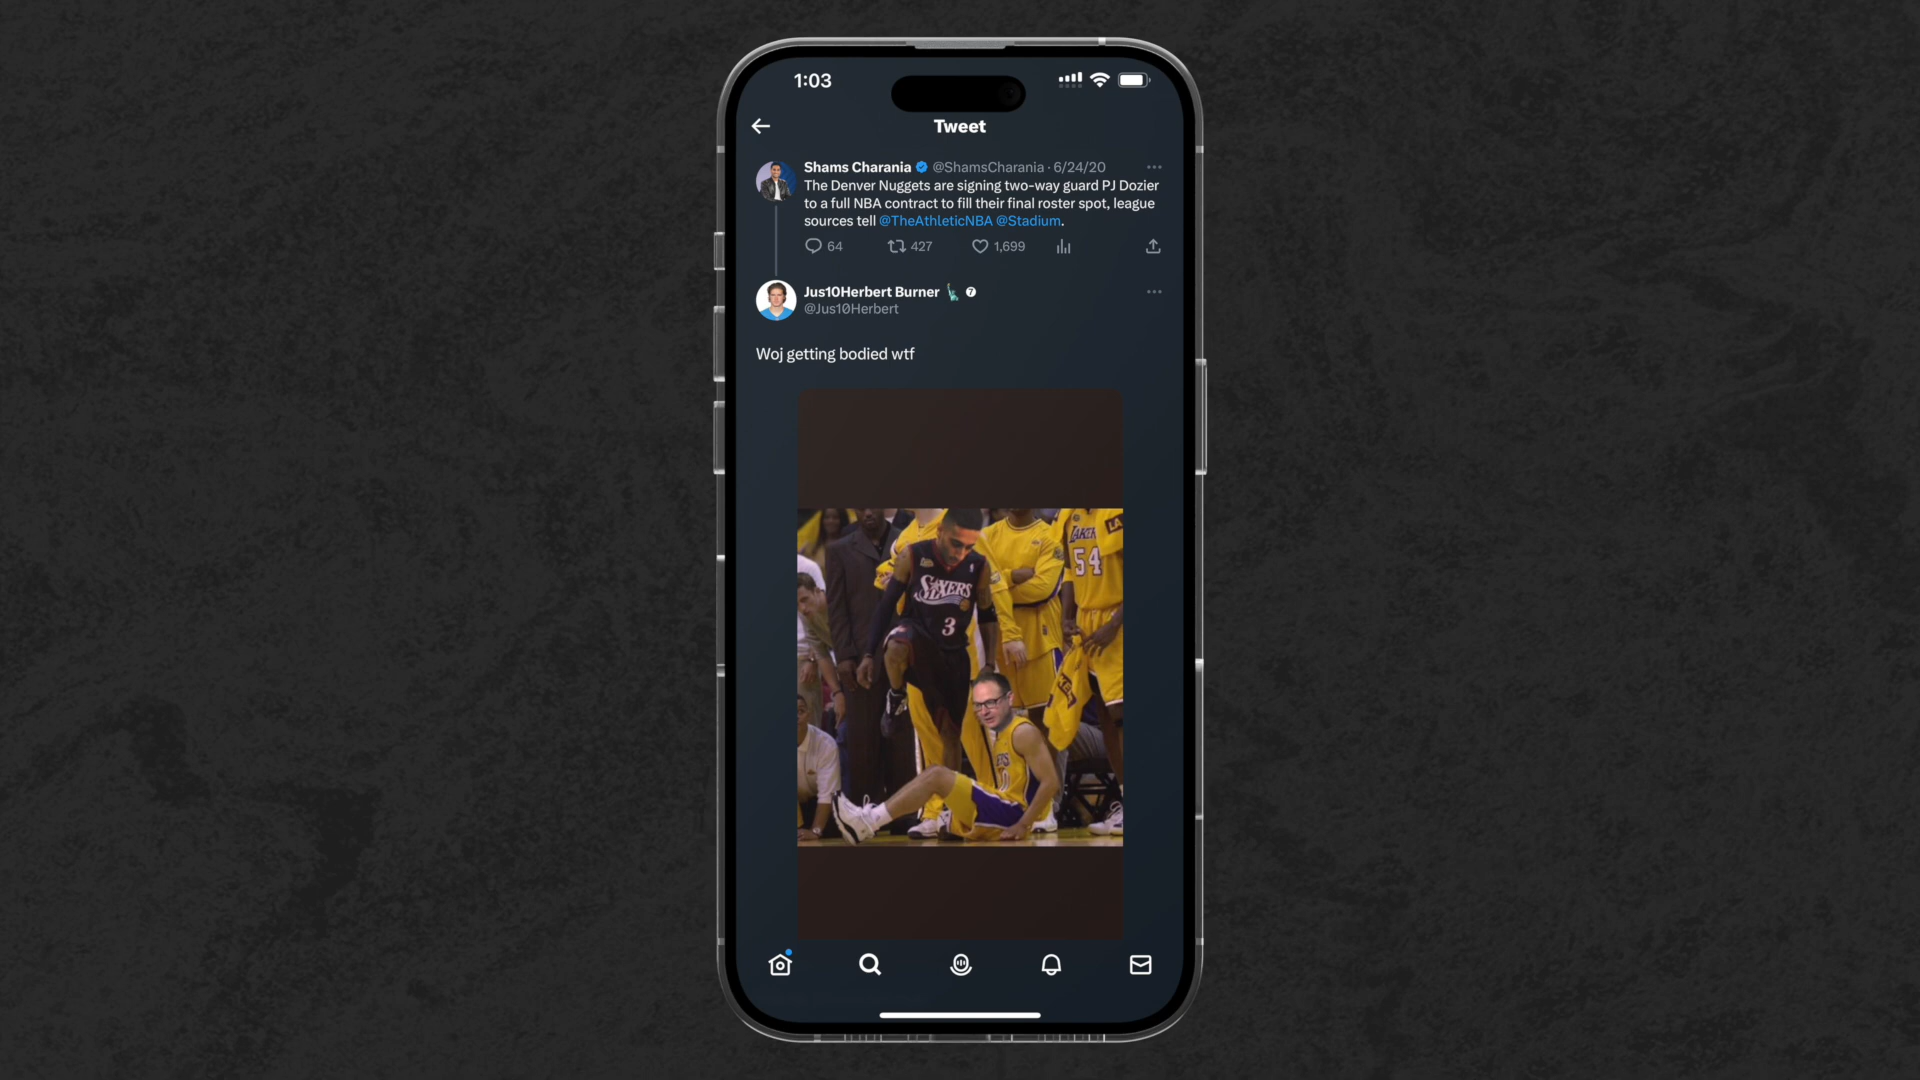 1:03
Tweet
Shams Charania @ShamsCharania · 6/24/20
The Denver Nuggets are signing two-way guard PJ Dozier
to a full NBA contract to fill their final roster spot, league
sources tell @TheAthleticNBA @Stadium.
64 427 1,699
Jus10Herbert Burner 7
@Jus10Herbert
Woj getting bodied wtf
LAKERS
54
SIXERS
3